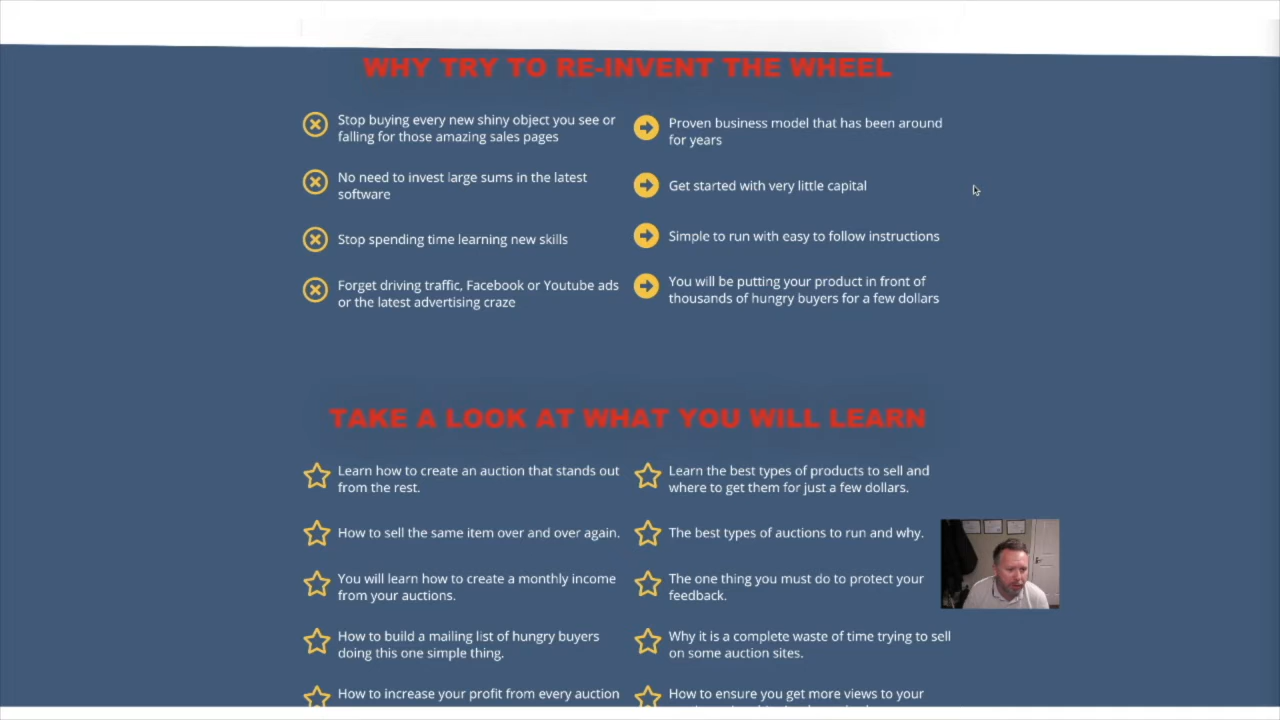 WHY TRY TO RE-INVENT THE WHEEL
Stop buying every new shiny object you see or
falling for those amazing sales pages
No need to invest large sums in the latest
software
Stop spending time learning new skills
Forget driving traffic, Facebook or Youtube ads
or the latest advertising craze
Proven business model that has been around
for years
Get started with very little capital
Simple to run with easy to follow instructions
You will be putting your product in front of
thousands of hungry buyers for a few dollars
TAKE A LOOK AT WHAT YOU WILL LEARN
Learn how to create an auction that stands out
from the rest.
How to sell the same item over and over again.
You will learn how to create a monthly income
from your auctions.
How to build a mailing list of hungry buyers
doing this one simple thing.
How to increase your profit from every auction
Learn the best types of products to sell and
where to get them for just a few dollars.
The best types of auctions to run and why.
The one thing you must do to protect your
feedback.
Why it is a complete waste of time trying to sell
on some auction sites.
How to ensure you get more views to your